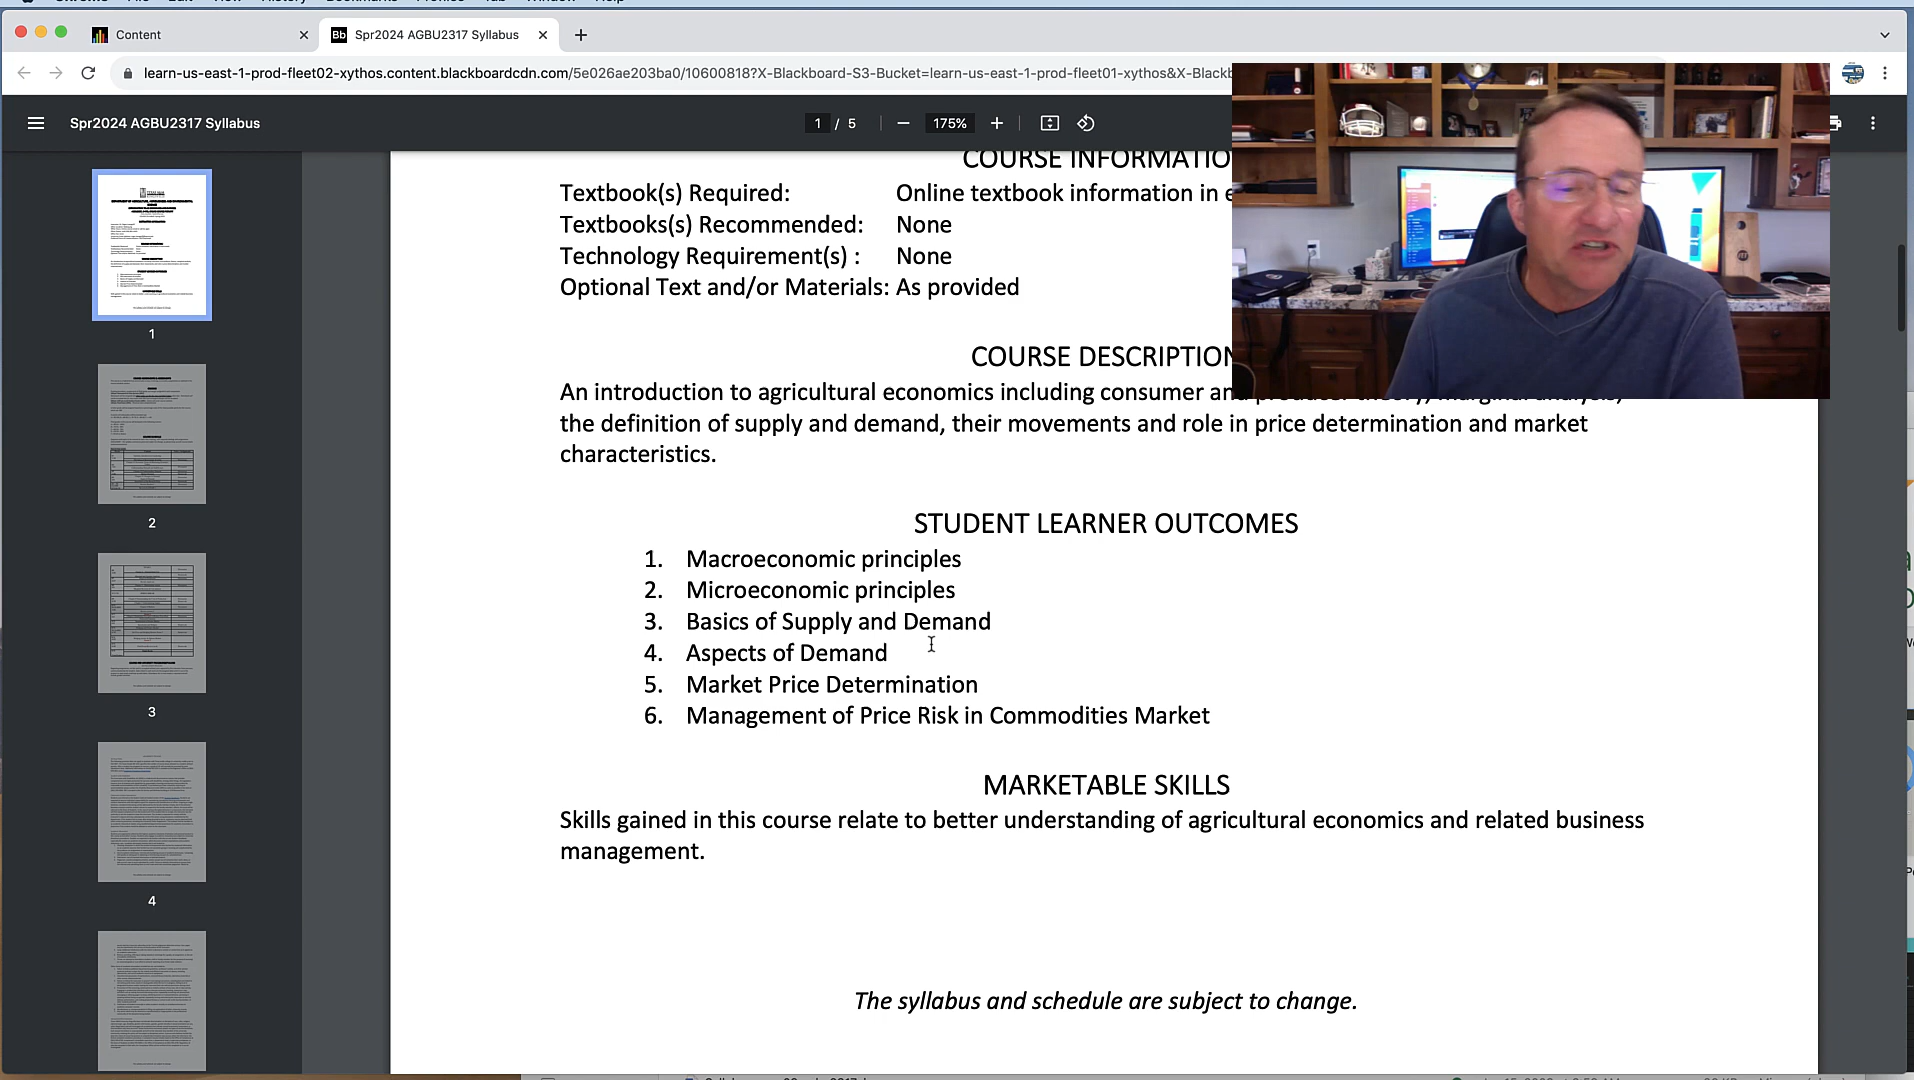 Content
Bb Spr2024 AGBU2317 Syllabus
learn-us-east-1-prod-fleet02-xythos.content.blackboardcdn.com/5e026ae203ba0/10600818?X-Blackboard-S3-Bucket=learn-us-east-1-prod-fleet01-xythos&X-Blackb
Spr2024 AGBU2317 Syllabus
1 / 5
175%
COURSE INFORMATIO
Textbook(s) Required: Online textbook information in e
Textbooks(s) Recommended: None
Technology Requirement(s) : None
Optional Text and/or Materials: As provided
COURSE DESCRIPTION
An introduction to agricultural economics including consumer and
the definition of supply and demand, their movements and role in price determination and market
characteristics.
STUDENT LEARNER OUTCOMES
1. Macroeconomic principles
2. Microeconomic principles
3. Basics of Supply and Demand
4. Aspects of Demand
5. Market Price Determination
6. Management of Price Risk in Commodities Market
MARKETABLE SKILLS
Skills gained in this course relate to better understanding of agricultural economics and related business
management.
The syllabus and schedule are subject to change.
1
2
3
4